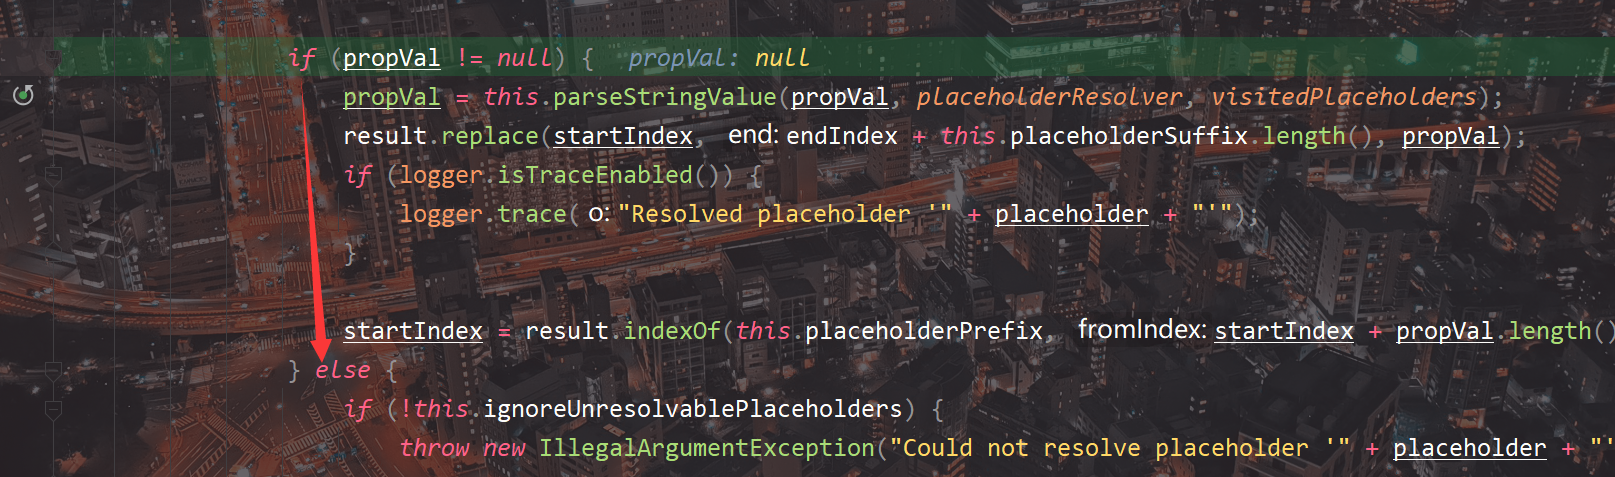 if (propVal != null) { propVal: null
propVal = this.parseStringValue(propVal, placeholderResolver, visitedPlaceholders);
result.replace(startIndex, end: endIndex + this.placeholderSuffix.length(), propVal);
if (logger.isTraceEnabled()) {
logger.trace( o: "Resolved placeholder '" + placeholder + "'");
}
startIndex = result.indexOf(this.placeholderPrefix, fromIndex: startIndex + propVal.length()
} else {
if (!this.ignoreUnresolvablePlaceholders) {
throw new IllegalArgumentException("Could not resolve placeholder '" + placeholder + "'